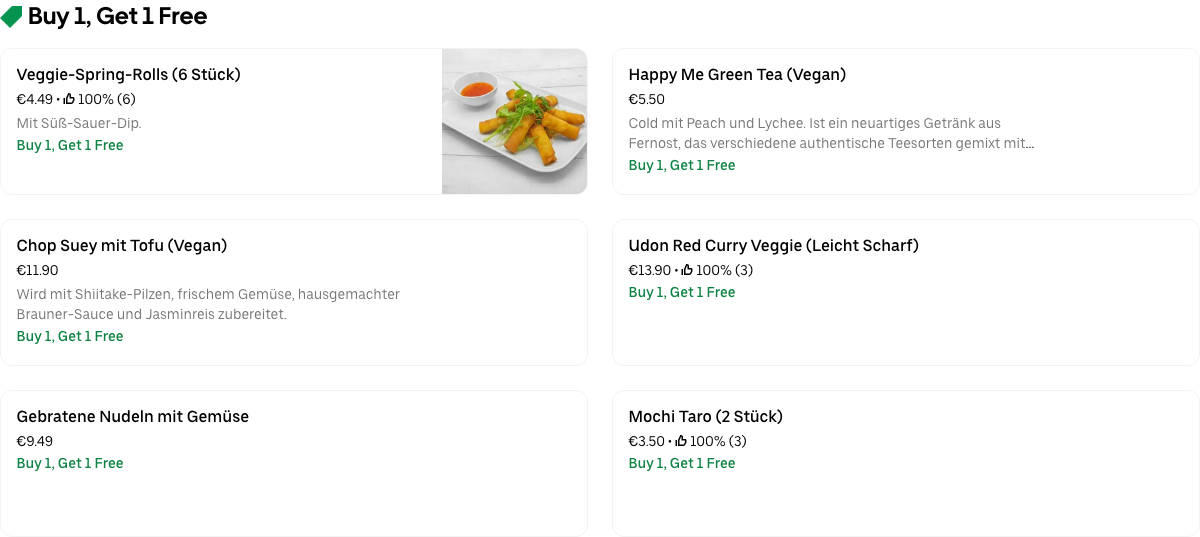 Buy 1, Get 1 Free
Veggie-Spring-Rolls (6 Stück)
€4.49 • 100% (6)
Mit Süß-Sauer-Dip.
Buy 1, Get 1 Free
Happy Me Green Tea (Vegan)
€5.50
Cold mit Peach und Lychee. Ist ein neuartiges Getränk aus
Fernost, das verschiedene authentische Teesorten gemixt mit...
Buy 1, Get 1 Free
Chop Suey mit Tofu (Vegan)
€11.90
Wird mit Shiitake-Pilzen, frischem Gemüse, hausgemachter
Brauner-Sauce und Jasminreis zubereitet.
Buy 1, Get 1 Free
Udon Red Curry Veggie (Leicht Scharf)
€13.90 • 100% (3)
Buy 1, Get 1 Free
Gebratene Nudeln mit Gemüse
€9.49
Buy 1, Get 1 Free
Mochi Taro (2 Stück)
€3.50 • 100% (3)
Buy 1, Get 1 Free